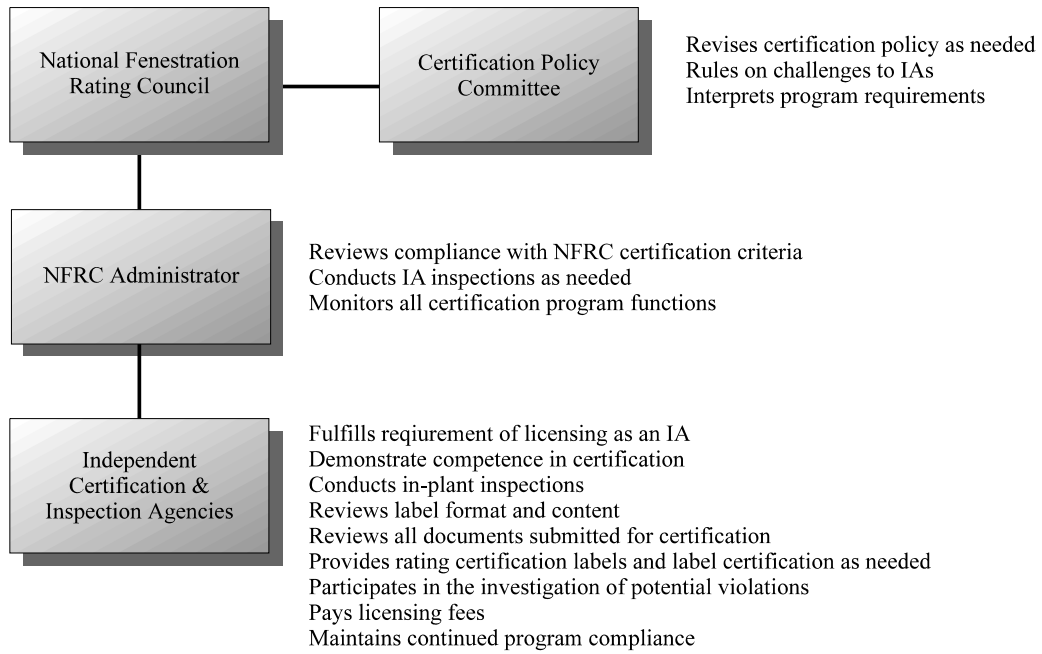 National Fenestration
Rating Council
Certification Policy
Committee
Revises certification policy as needed
Rules on challenges to IAs
Interprets program requirements
NFRC Administrator
Reviews compliance with NFRC certification criteria
Conducts IA inspections as needed
Monitors all certification program functions
Independent
Certification &
Inspection Agencies
Fulfills reqiurement of licensing as an IA
Demonstrate competence in certification
Conducts in-plant inspections
Reviews label format and content
Reviews all documents submitted for certification
Provides rating certification labels and label certification as needed
Participates in the investigation of potential violations
Pays licensing fees
Maintains continued program compliance